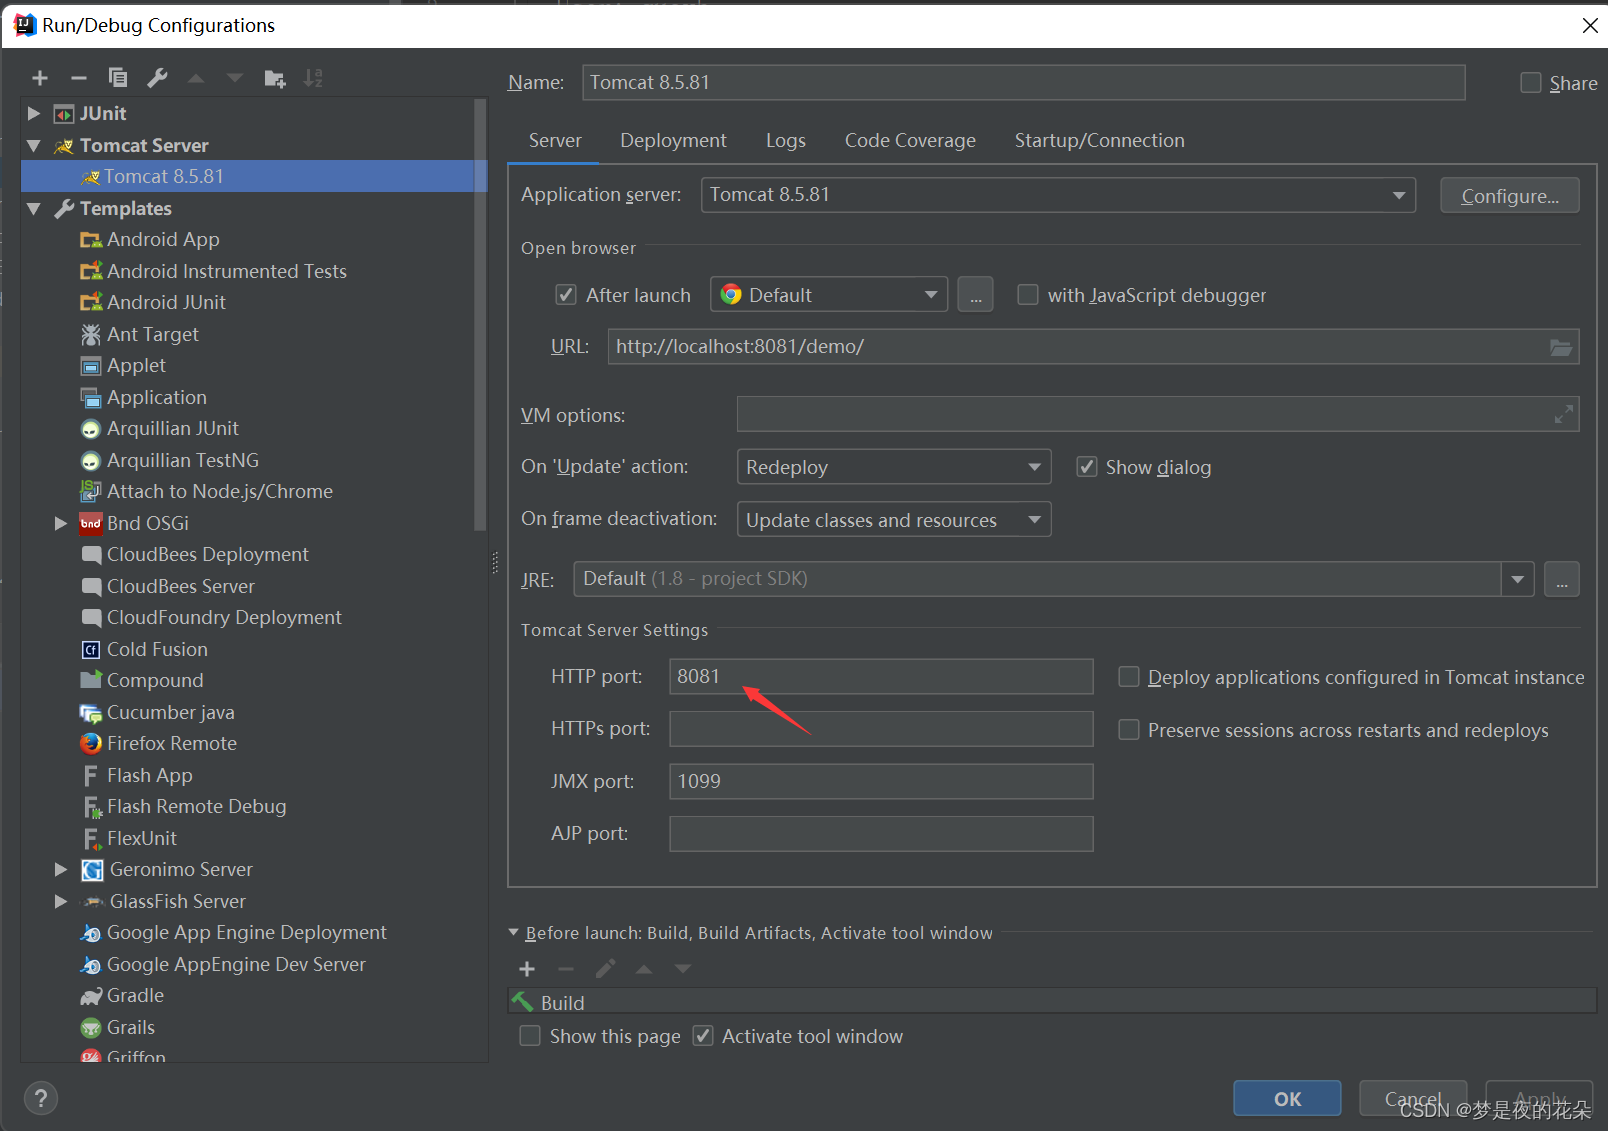 Run/Debug Configurations
Name: Tomcat 8.5.81 Share
JUnit
Tomcat Server
Tomcat 8.5.81
Templates
Android App
Android Instrumented Tests
Android JUnit
Ant Target
Applet
Application
Arquillian JUnit
Arquillian TestNG
Attach to Node.js/Chrome
Bnd OSGi
CloudBees Deployment
CloudBees Server
CloudFoundry Deployment
Cold Fusion
Compound
Cucumber java
Firefox Remote
Flash App
Flash Remote Debug
FlexUnit
Geronimo Server
GlassFish Server
Google App Engine Deployment
Google AppEngine Dev Server
Gradle
Grails
Griffon
Server Deployment Logs Code Coverage Startup/Connection
Application server: Tomcat 8.5.81 Configure...
Open browser
After launch Default ... with JavaScript debugger
URL: http://localhost:8081/demo/
VM options:
On 'Update' action: Redeploy Show dialog
On frame deactivation: Update classes and resources
JRE: Default (1.8 - project SDK) ...
Tomcat Server Settings
HTTP port: 8081 Deploy applications configured in Tomcat instance
HTTPs port: Preserve sessions across restarts and redeploys
JMX port: 1099
AJP port:
Before launch: Build, Build Artifacts, Activate tool window
Build
Show this page Activate tool window
? OK Cancel Apply
CSDN @梦是夜的花朵